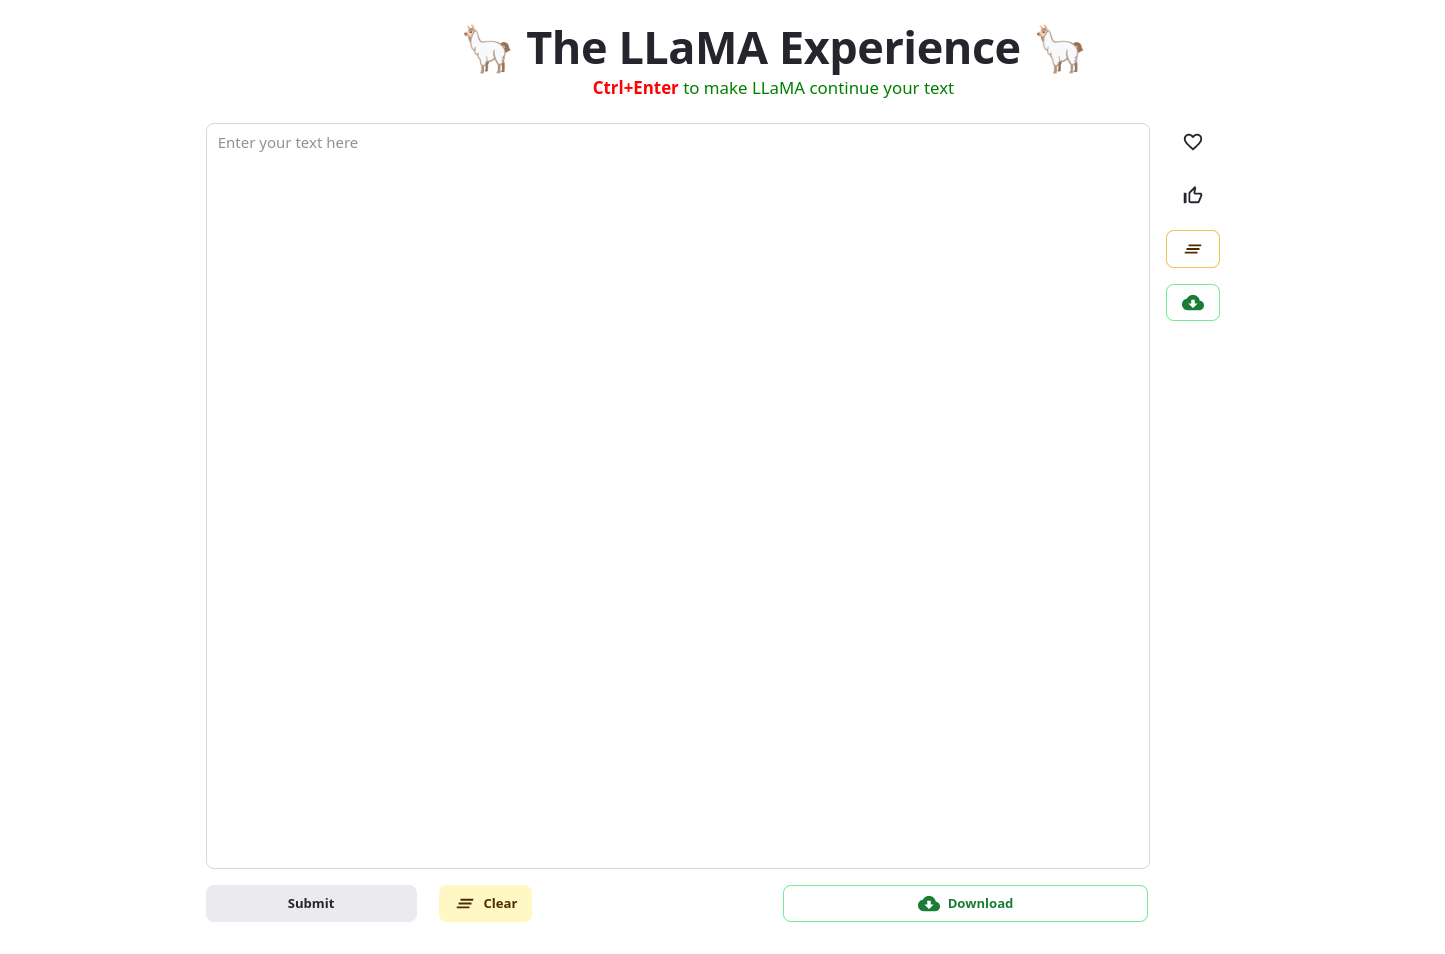 🦙 The LLaMA Experience 🦙
Ctrl+Enter to make LLaMA continue your text
Enter your text here
Submit
Clear
Download